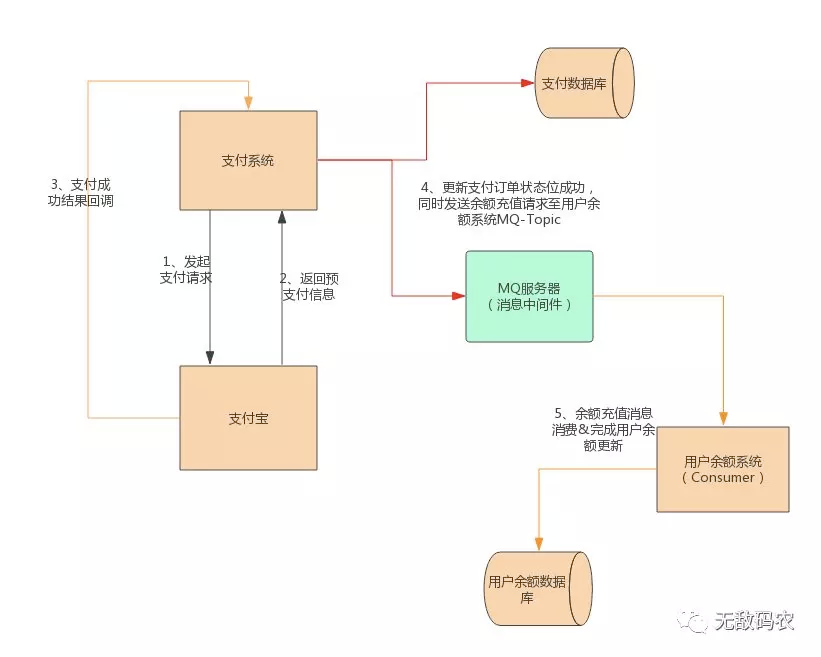 支付数据库
支付系统
3、支付成
功结果回调
4、更新支付订单状态位成功，
同时发送余额充值请求至用户余
额系统MQ-Topic
1、发起
支付请求
2、返回预
支付信息
MQ服务器
（消息中间件）
支付宝
5、余额充值消息
消费&完成用户余
额更新
用户余额系统
（Consumer）
用户余额数据
库
无敌码农